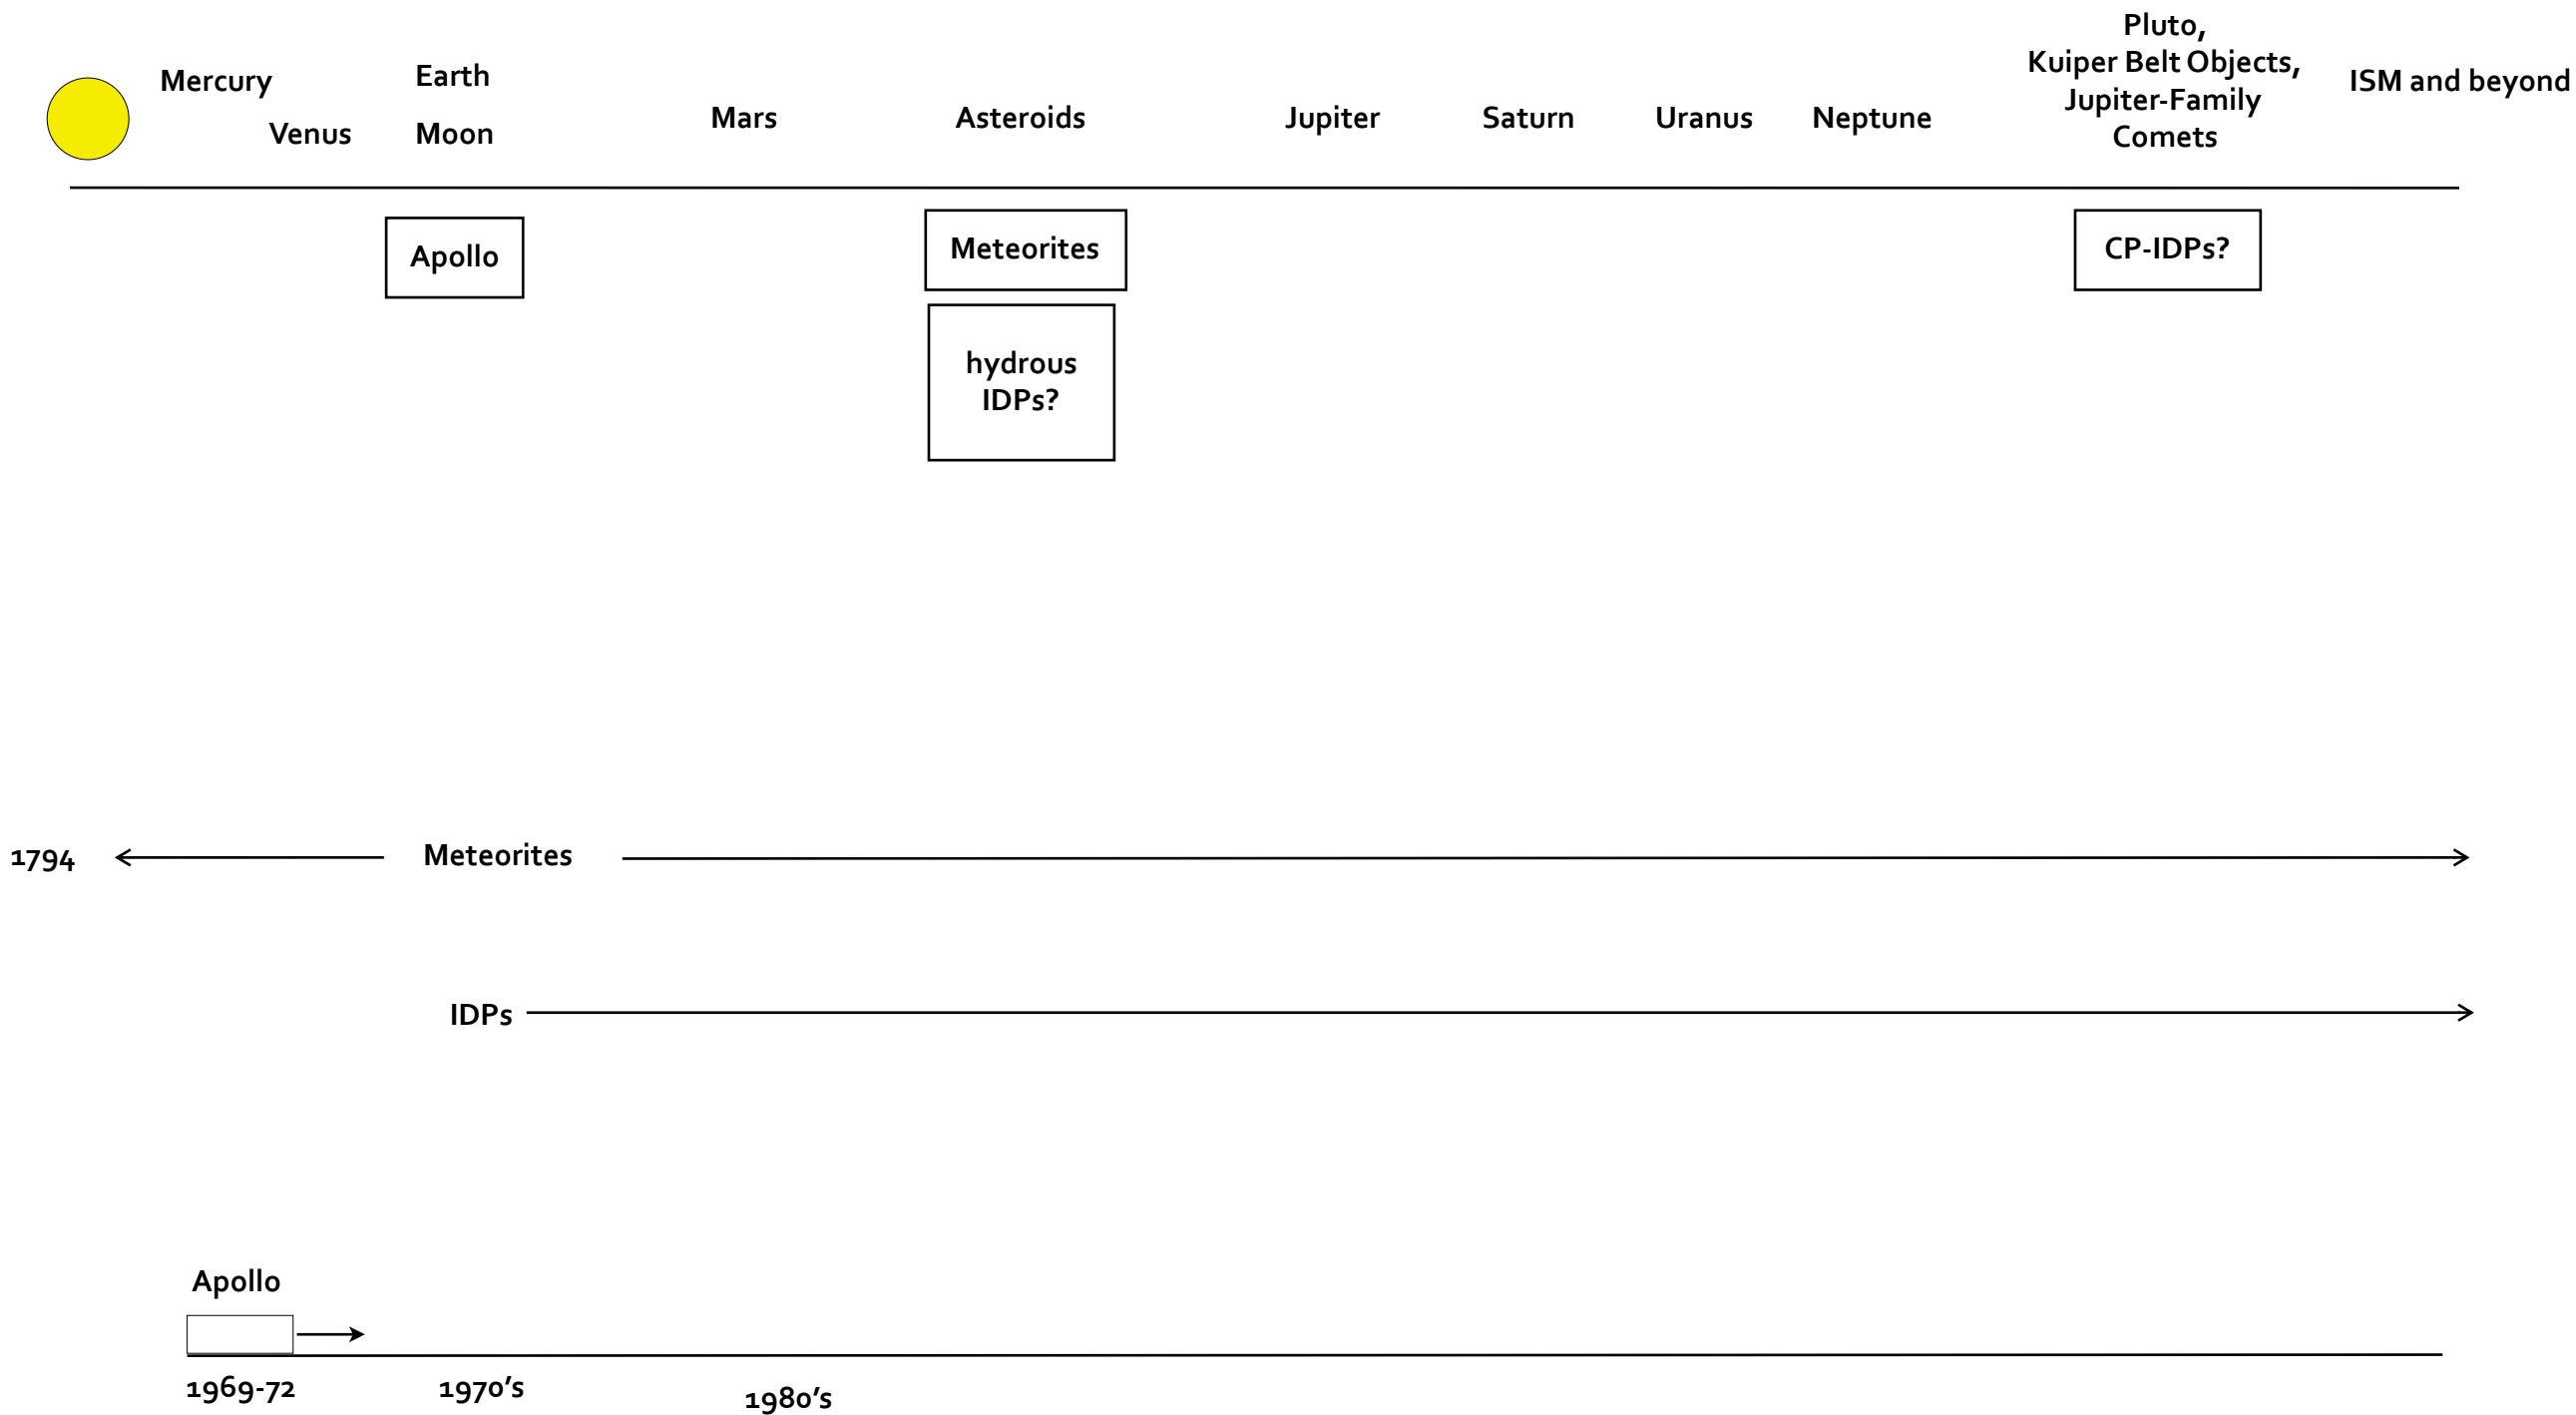 Mercury
Venus
Earth
Moon
Mars
Asteroids
Jupiter
Saturn
Uranus
Neptune
Pluto,
Kuiper Belt Objects,
Jupiter-Family
Comets
ISM and beyond
Apollo
Meteorites
hydrous
IDPs?
CP-IDPs?
1794
Meteorites
IDPs
Apollo
1969-72
1970’s
1980’s